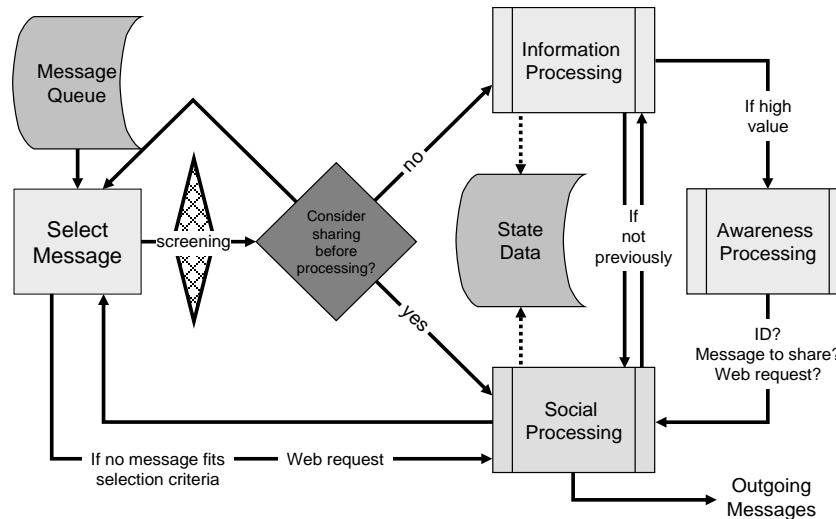 Message
Queue
Information
Processing
If high
value
no
Select
Message
screening
Consider
sharing
before
processing?
State
Data
If
not
previously
Awareness
Processing
yes
ID?
Message to share?
Web request?
Social
Processing
If no message fits
selection criteria
Web request
Outgoing
Messages